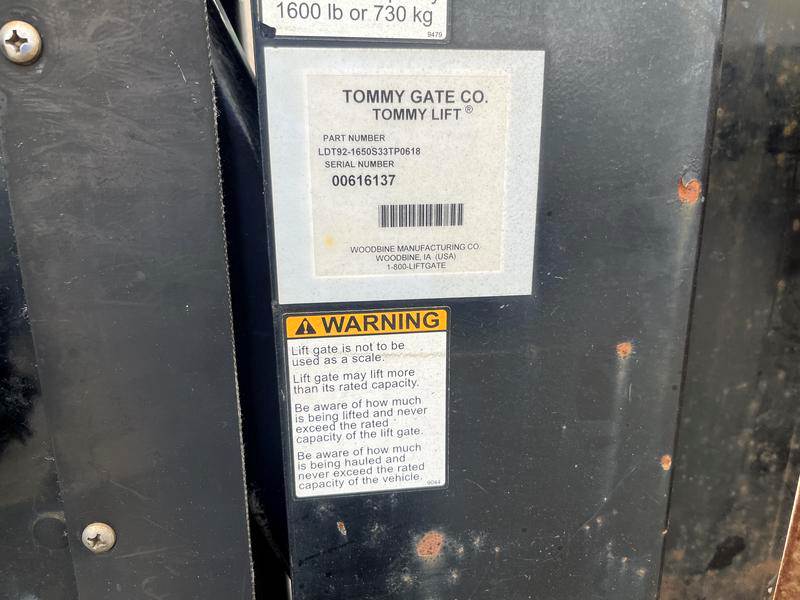 1600 lb or 730 kg
9479
TOMMY GATE CO.
TOMMY LIFT®
PART NUMBER
LDT92-1650S33TP0618
SERIAL NUMBER
00616137
WOODBINE MANUFACTURING CO.
WOODBINE, IA (USA)
1-800-LIFTGATE
WARNING
Lift gate is not to be
used as a scale.
Lift gate may lift more
than its rated capacity.
Be aware of how much
is being lifted and never
exceed the rated
capacity of the lift gate.
Be aware of how much
is being hauled and
never exceed the rated
capacity of the vehicle.